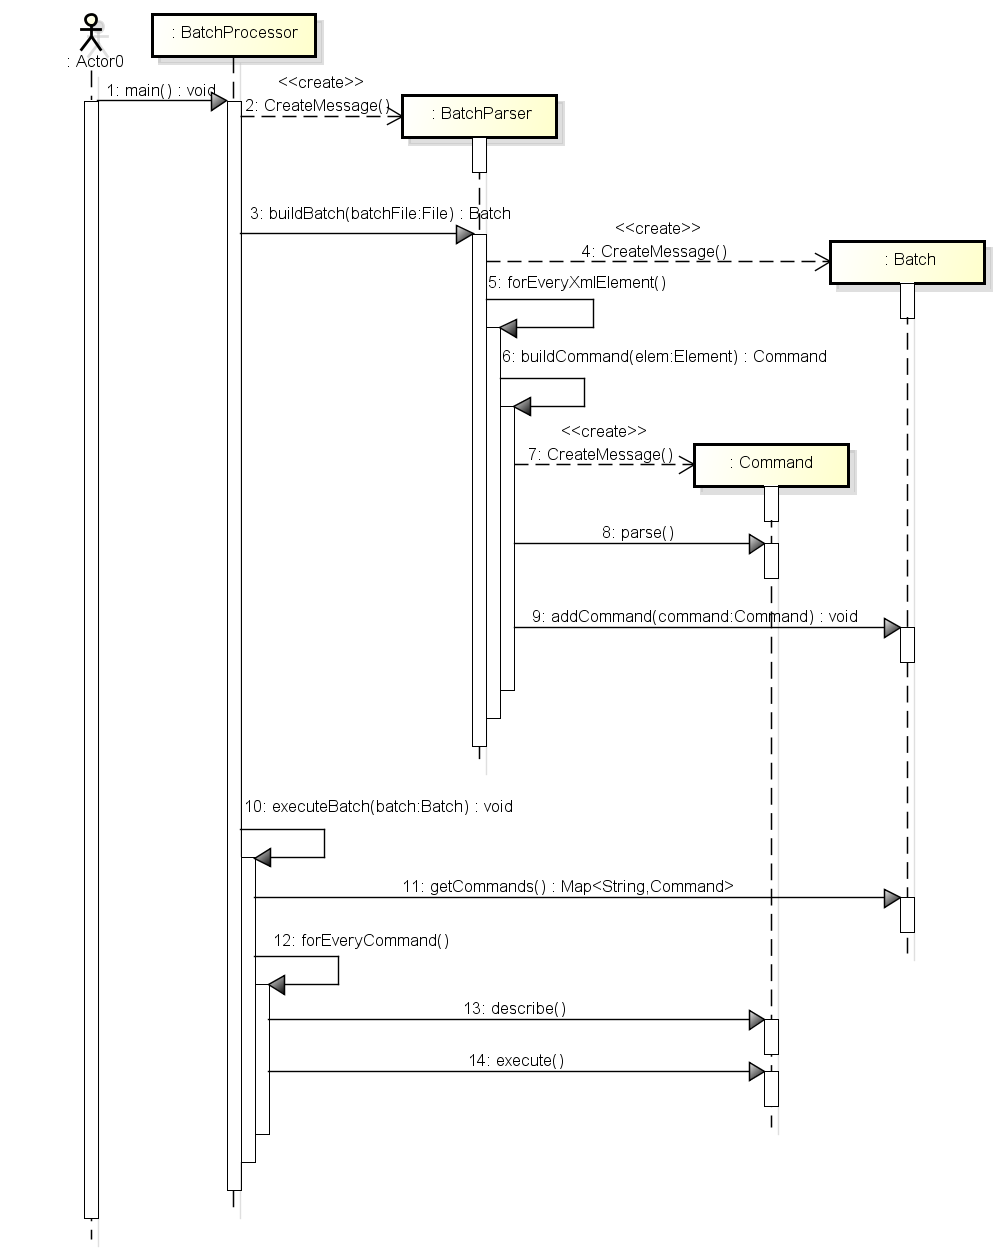 : BatchProcessor
: Actor0
<<create>>
1: main() : void
2: CreateMessage()
: BatchParser
3: buildBatch(batchFile:File) : Batch
<<create>>
4: CreateMessage()
: Batch
5: forEveryXmlElement()
6: buildCommand(elem:Element) : Command
<<create>>
7: CreateMessage()
: Command
8: parse()
9: addCommand(command:Command) : void
10: executeBatch(batch:Batch) : void
11: getCommands() : Map<String,Command>
12: forEveryCommand()
13: describe()
14: execute()